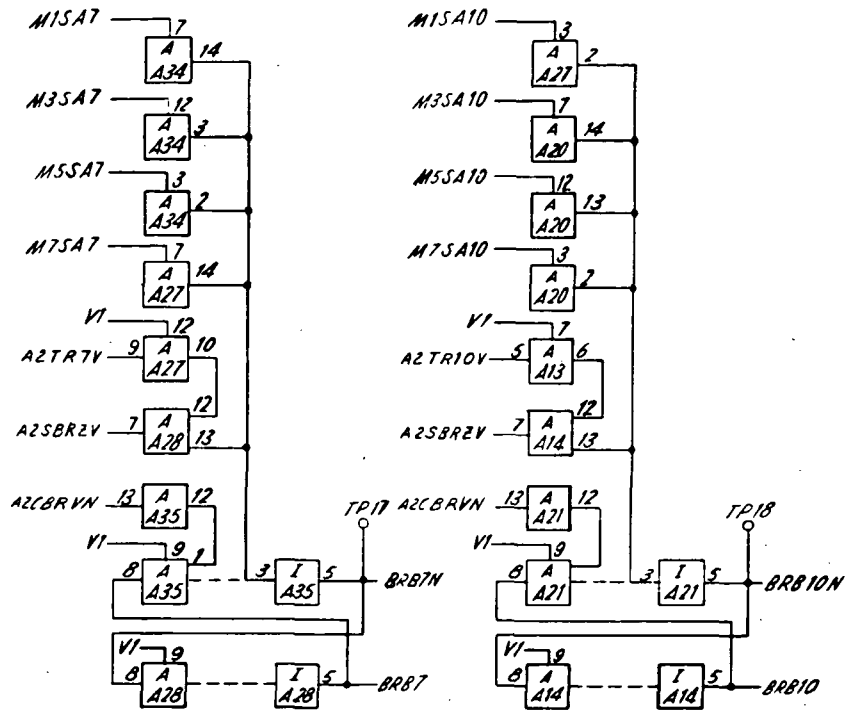 M1SA7
7
A
A34
14
M3SA7
12
A
A34
3
M5SA7
3
A
A34
2
M7SA7
7
A
A27
14
V1
12
A2TR7V
9
A
A27
10
12
A2SBR2V
7
A
A28
13
A2CBRVN
13
A
A35
12
V1
9
1
8
A
A35
3
I
A35
5
TP17
BRB7N
V1
9
8
A
A28
I
A28
5
BRB7
M1SA10
3
A
A27
2
M3SA10
7
A
A20
14
M5SA10
12
A
A20
13
M7SA10
3
A
A20
2
V1
7
A2TR10V
5
A
A13
6
12
A2SBR2V
7
A
A14
13
A2CBRVN
13
A
A21
12
V1
9
8
A
A21
3
I
A21
5
TP18
BRB10N
V1
9
8
A
A14
I
A14
5
BRB10